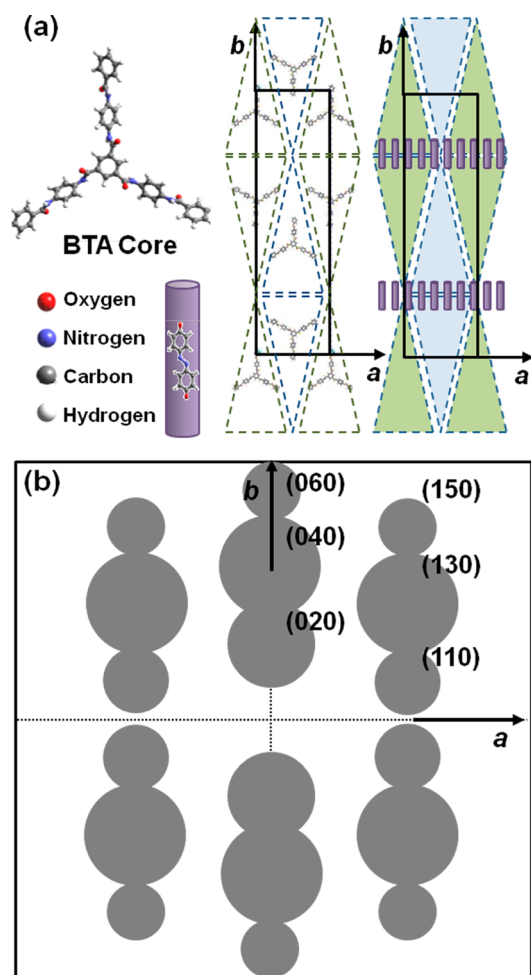 (a)
BTA Core
Oxygen
Nitrogen
Carbon
Hydrogen
b
a
b
a
(b)
b
(060)
(150)
(040)
(130)
(020)
(110)
a